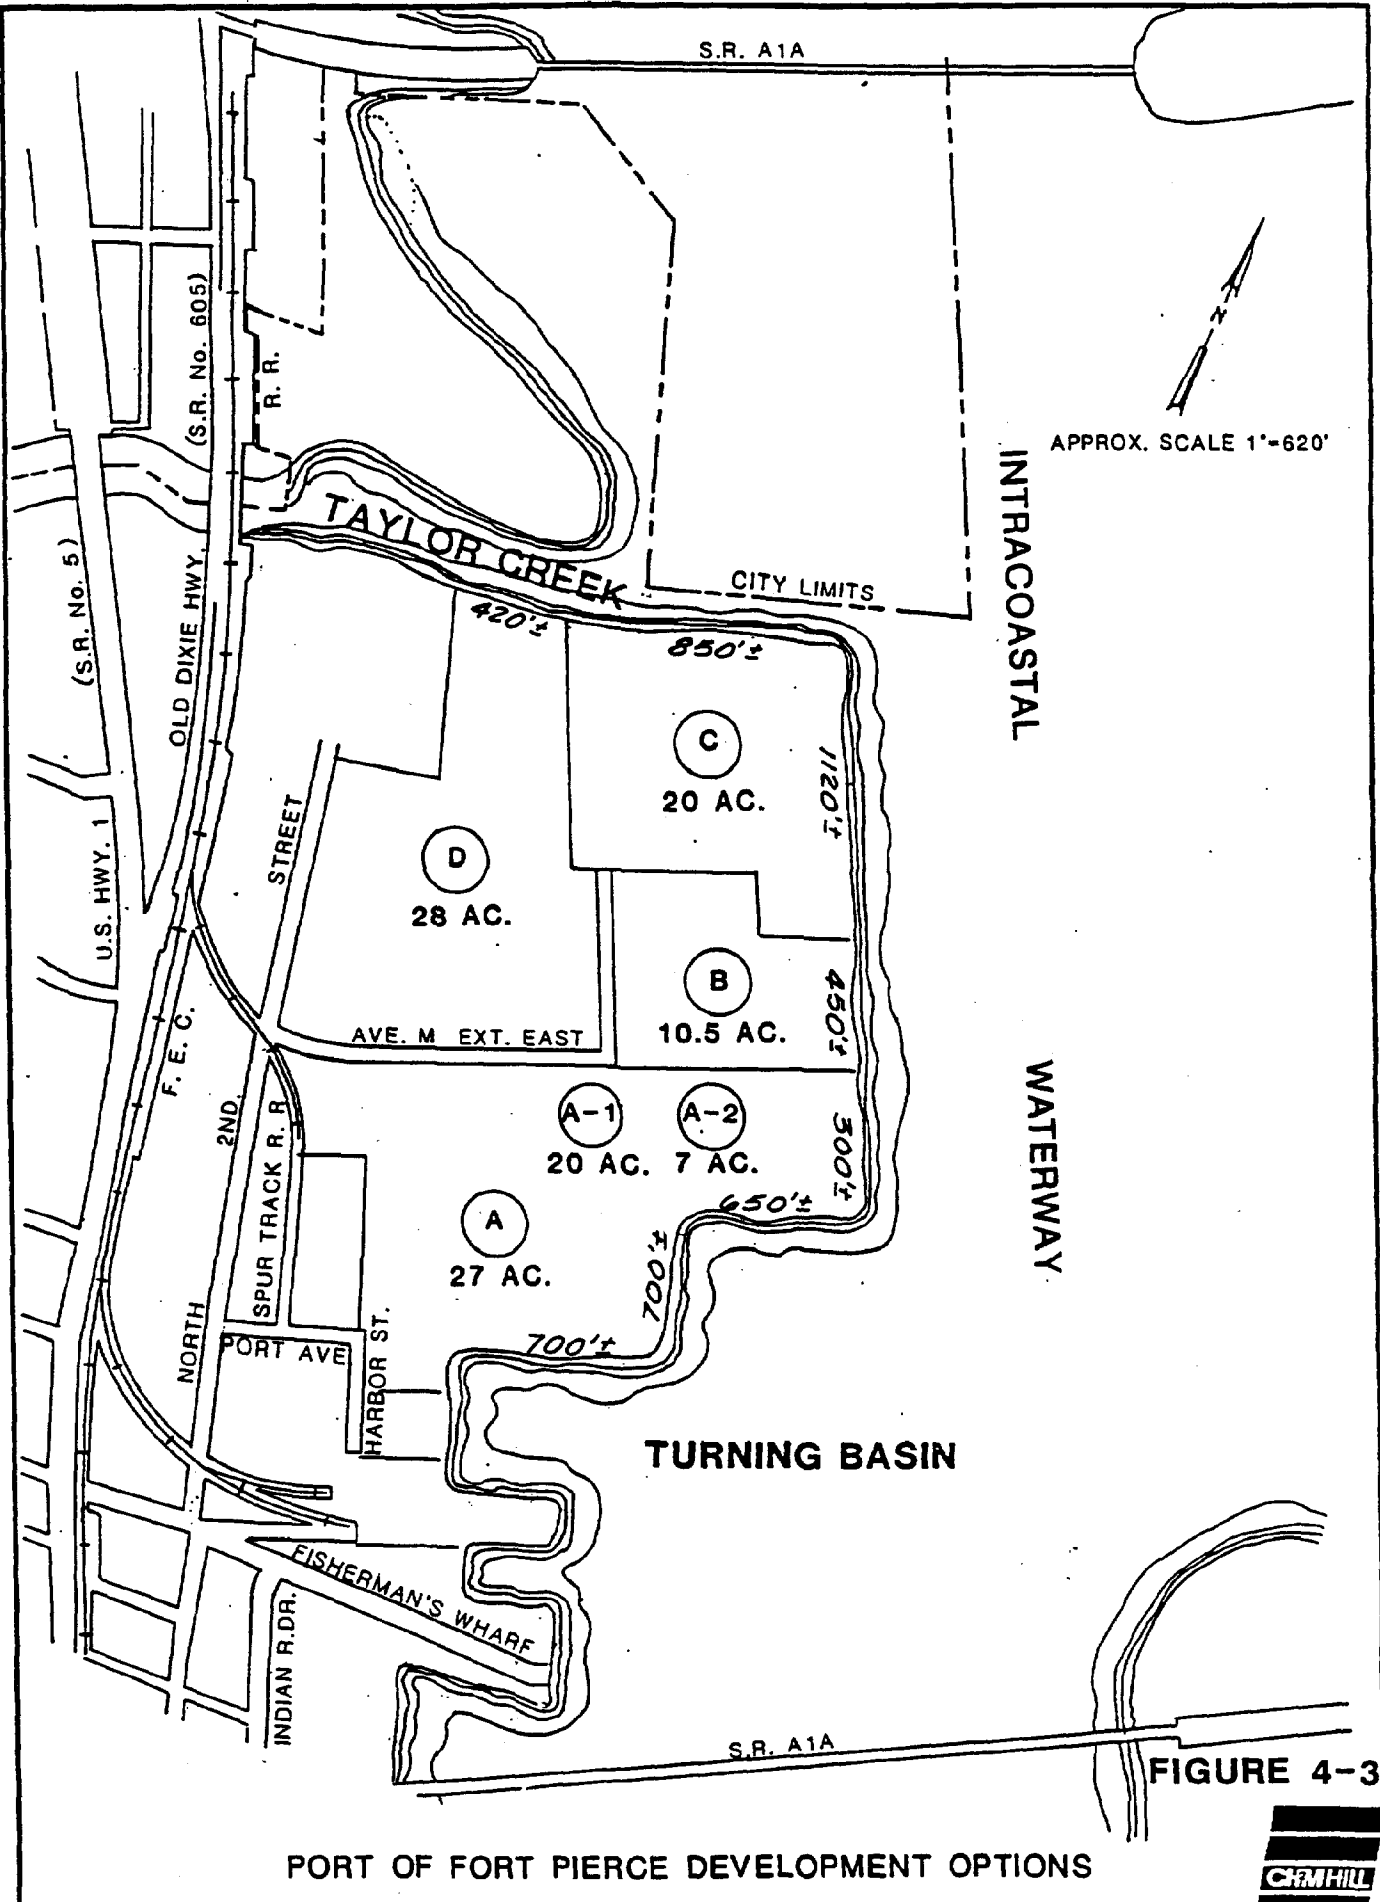 S.R. A1A
(S.R. No. 605)
R. R.
N
APPROX. SCALE 1"=620'
INTRACOASTAL
WATERWAY
TAYLOR CREEK
CITY LIMITS
(S.R. No. 5)
OLD DIXIE HWY.
420'±
850'±
C
20 AC.
1120'±
STREET
D
28 AC.
U.S. HWY. 1
B
10.5 AC.
450'±
F. E. C.
AVE. M EXT. EAST
2ND.
A-1
20 AC.
A-2
7 AC.
300'±
SPUR TRACK R. R
650'±
A
27 AC.
700'±
NORTH
PORT AVE
HARBOR ST.
700'±
TURNING BASIN
FISHERMAN'S WHARF
INDIAN R.DR.
S.R. A1A
FIGURE 4-3
PORT OF FORT PIERCE DEVELOPMENT OPTIONS
CH2M HILL